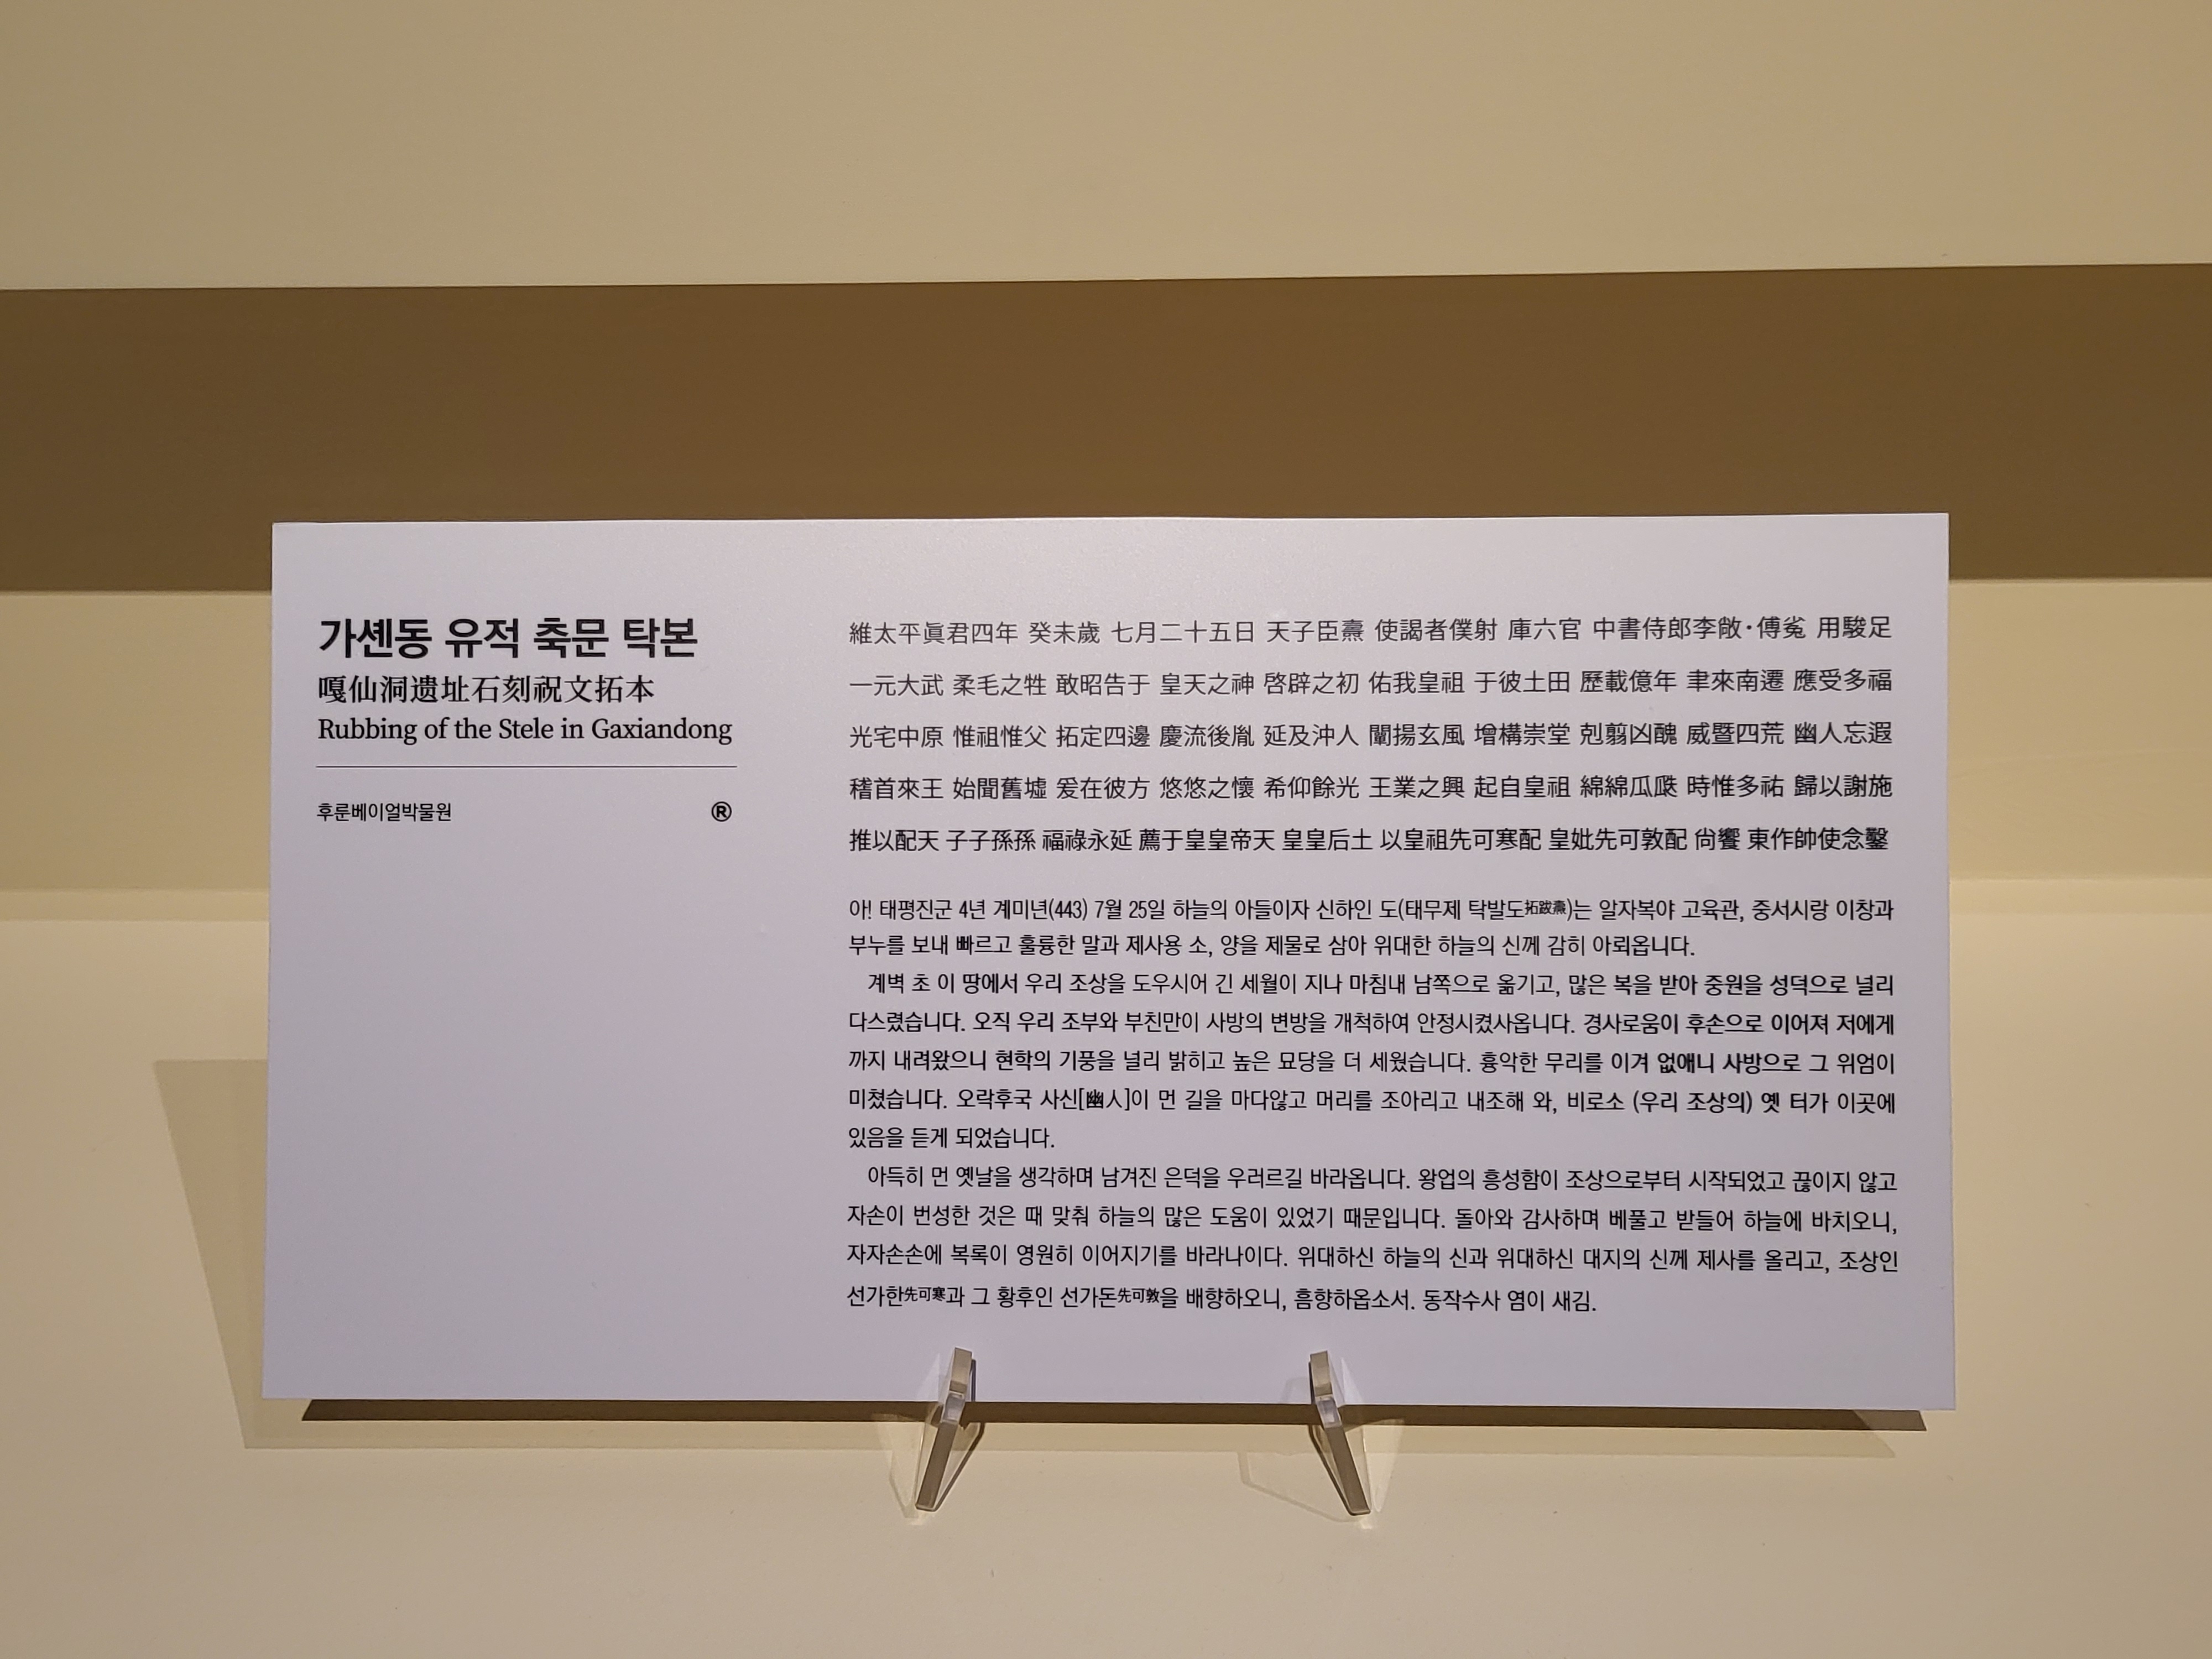 가셴동 유적 축문 탁본
嘎仙洞遗址石刻祝文拓本
Rubbing of the Stele in Gaxiandong
후룬베이얼박물원 ®
維太平眞君四年 癸未歲 七月二十五日 天子臣燾 使謁者僕射 庫六官 中書侍郎李敞·傅㝹 用駿足
一元大武 柔毛之牲 敢昭告于 皇天之神 啓辟之初 佑我皇祖 于彼土田 歷載億年 聿來南遷 應受多福
光宅中原 惟祖惟父 拓定四邊 慶流後胤 延及沖人 闡揚玄風 增構崇堂 剋翦凶醜 威暨四荒 幽人忘遐
稽首來王 始聞舊墟 爰在彼方 悠悠之懷 希仰餘光 王業之興 起自皇祖 綿綿瓜瓞 時惟多祐 歸以謝施
推以配天 子子孫孫 福祿永延 薦于皇皇帝天 皇皇后土 以皇祖先可寒配 皇妣先可敦配 尙饗 東作帥使念鑿
아! 태평진군 4년 계미년(443) 7월 25일 하늘의 아들이자 신하인 도(태무제 탁발도拓跋燾)는 알자복야 고육관, 중서시랑 이창과
부누를 보내 빠르고 훌륭한 말과 제사용 소, 양을 제물로 삼아 위대한 하늘의 신께 감히 아뢰옵니다.
계벽 초 이 땅에서 우리 조상을 도우시어 긴 세월이 지나 마침내 남쪽으로 옮기고, 많은 복을 받아 중원을 성덕으로 널리
다스렸습니다. 오직 우리 조부와 부친만이 사방의 변방을 개척하여 안정시켰사옵니다. 경사로움이 후손으로 이어져 저에게
까지 내려왔으니 현학의 기풍을 널리 밝히고 높은 묘당을 더 세웠습니다. 흉악한 무리를 이겨 없애니 사방으로 그 위엄이
미쳤습니다. 오락후국 사신[幽人]이 먼 길을 마다않고 머리를 조아리고 내조해 와, 비로소 (우리 조상의) 옛 터가 이곳에
있음을 듣게 되었습니다.
아득히 먼 옛날을 생각하며 남겨진 은덕을 우러르길 바라옵니다. 왕업의 흥성함이 조상으로부터 시작되었고 끊이지 않고
자손이 번성한 것은 때 맞춰 하늘의 많은 도움이 있었기 때문입니다. 돌아와 감사하며 베풀고 받들어 하늘에 바치오니,
자자손손에 복록이 영원히 이어지기를 바라나이다. 위대하신 하늘의 신과 위대하신 대지의 신께 제사를 올리고, 조상인
선가한先可寒과 그 황후인 선가돈先可敦을 배향하오니, 흠향하옵소서. 동작수사 염이 새김.